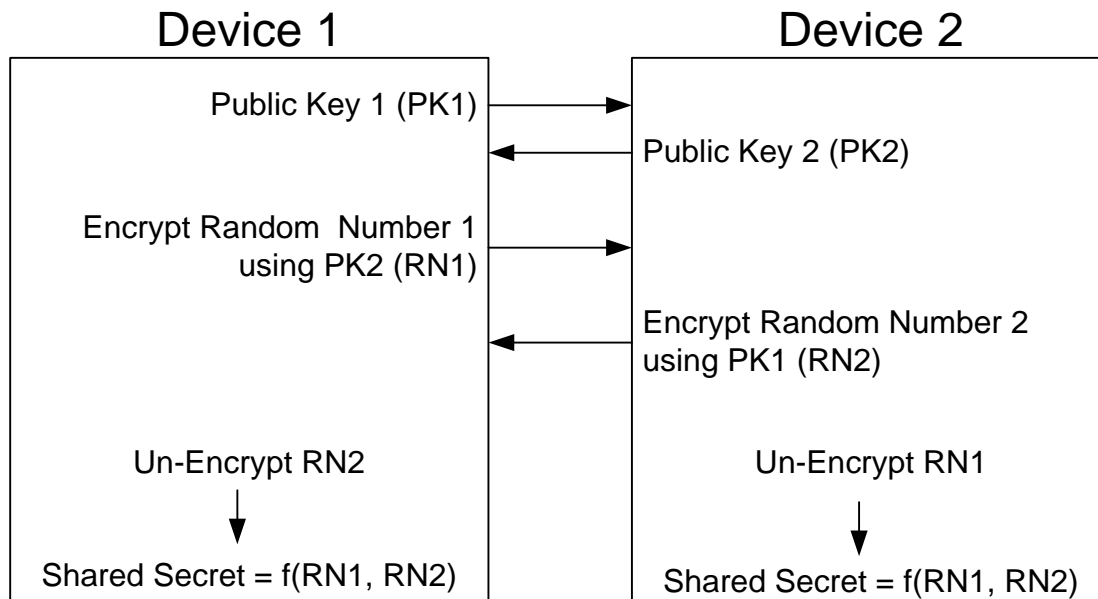 Device 1
Device 2
Public Key 1 (PK1)
Public Key 2 (PK2)
Encrypt Random  Number 1
using PK2 (RN1)
Encrypt Random Number 2
using PK1 (RN2)
Un-Encrypt RN2
Un-Encrypt RN1
Shared Secret = f(RN1, RN2)
Shared Secret = f(RN1, RN2)